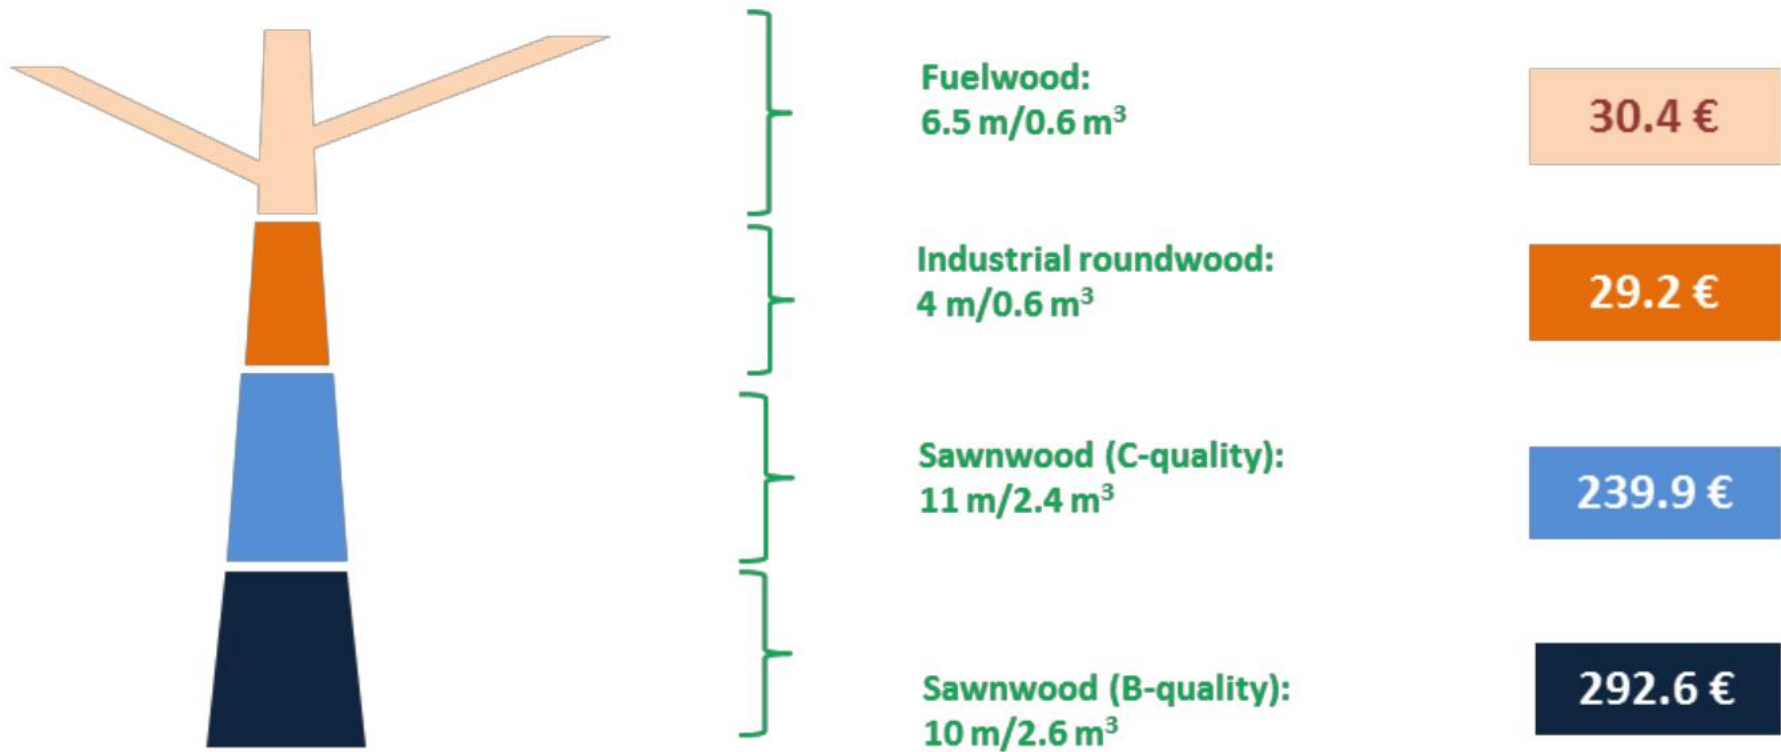 Fuelwood:
6.5 m/0.6 m³
30.4 €
Industrial roundwood:
4 m/0.6 m³
29.2 €
Sawnwood (C-quality):
11 m/2.4 m³
239.9 €
Sawnwood (B-quality):
10 m/2.6 m³
292.6 €